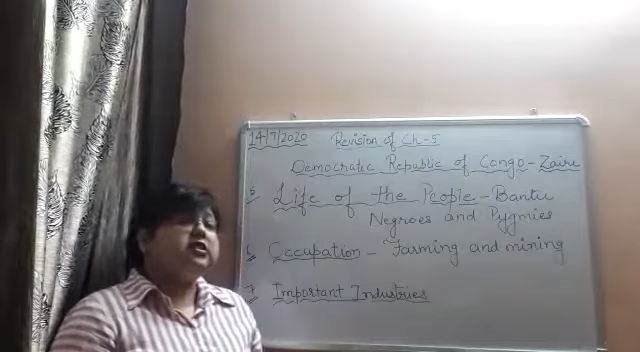 14/7/2020 Revision of Ch-5
Democratic Republic of Congo - Zaire
5 Life of the People - Bantu
Negroes and Pygmies
6 Occupation - Farming and mining
7 Important Industries